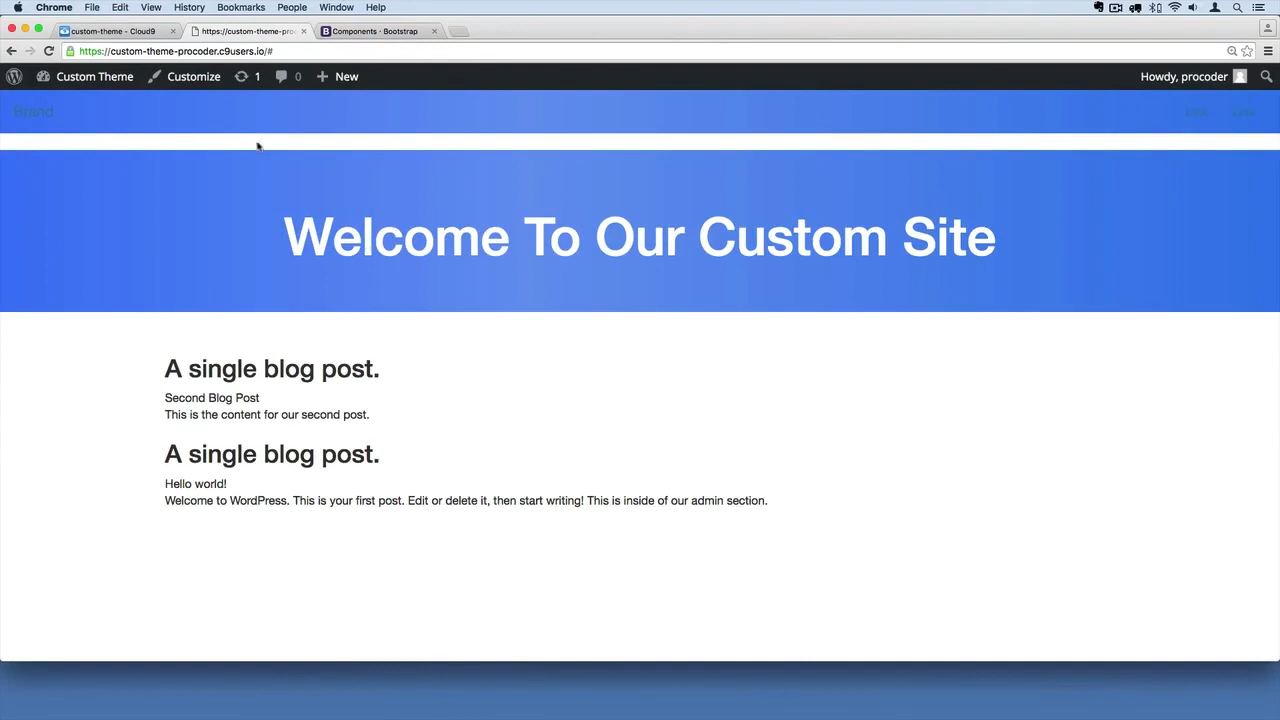 Chrome File Edit View History Bookmarks People Window Help
custom-theme - Cloud9 https://custom-theme-proc Components · Bootstrap
https://custom-theme-procoder.c9users.io/#
Custom Theme Customize 1 0 New Howdy, procoder
Brand Link Link
Welcome To Our Custom Site
A single blog post.
Second Blog Post
This is the content for our second post.
A single blog post.
Hello world!
Welcome to WordPress. This is your first post. Edit or delete it, then start writing! This is inside of our admin section.